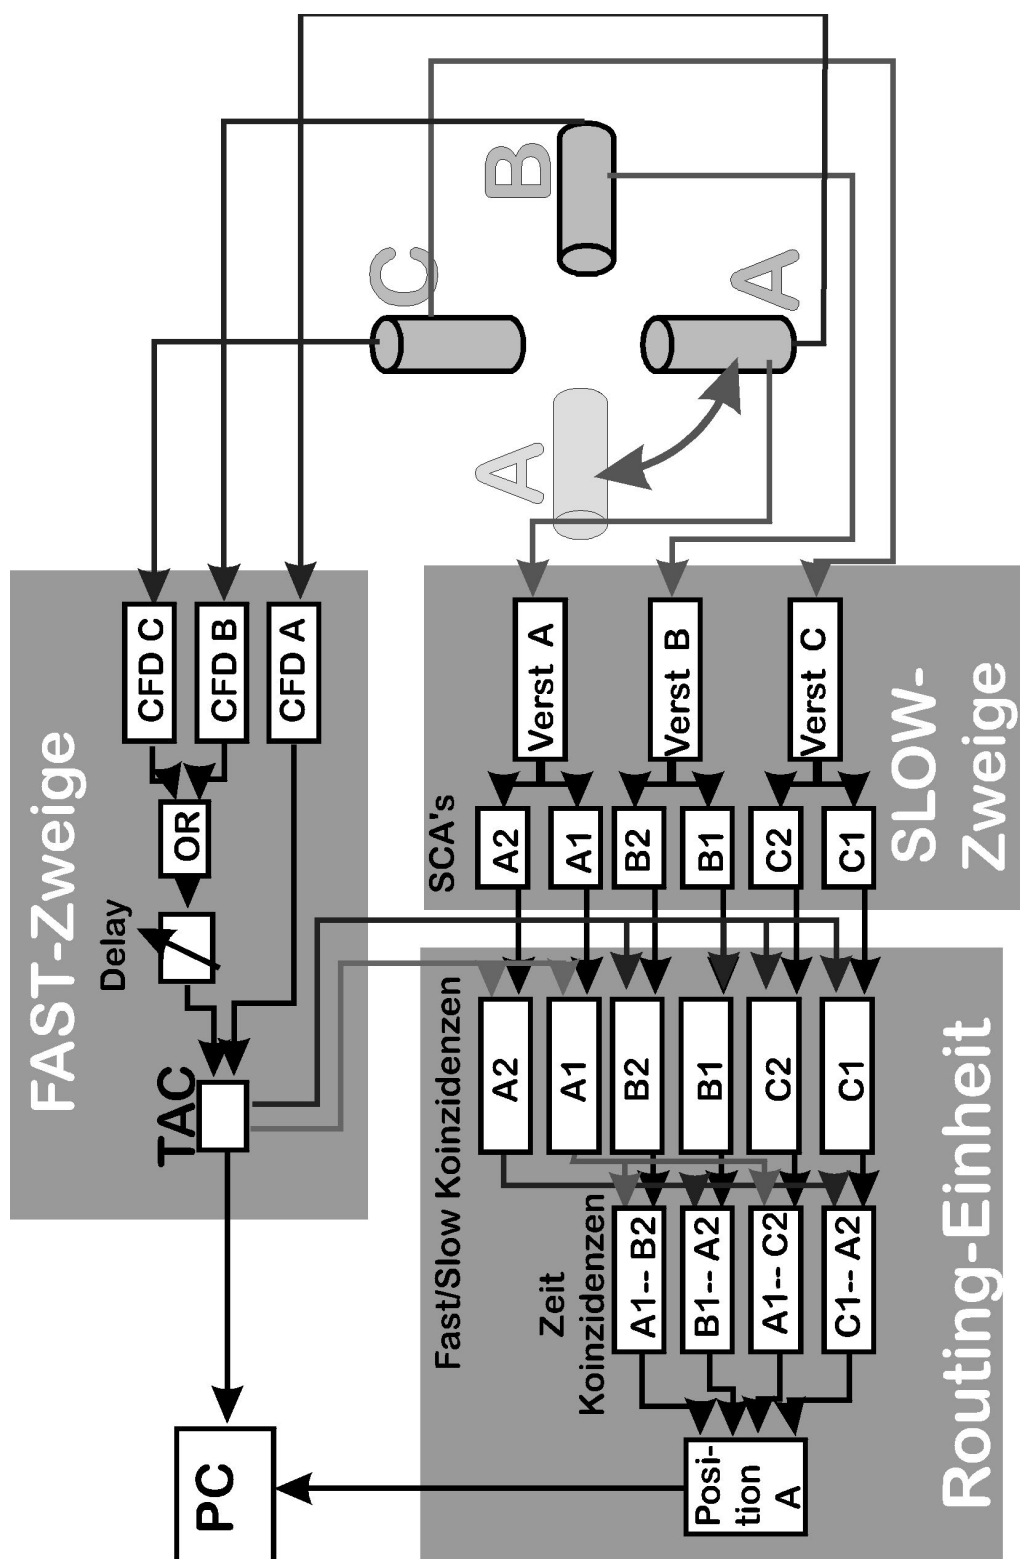 C
B
A
A
FAST-Zweige
CFD C
CFD B
CFD A
OR
Delay
TAC
PC
SLOW-
Zweige
Verst A
Verst B
Verst C
SCA's
A2
A1
B2
B1
C2
C1
Routing-Einheit
Fast/Slow Koinzidenzen
A2
A1
B2
B1
C2
C1
Zeit
Koinzidenzen
A1-- B2
B1-- A2
A1-- C2
C1-- A2
Posi-
tion
A